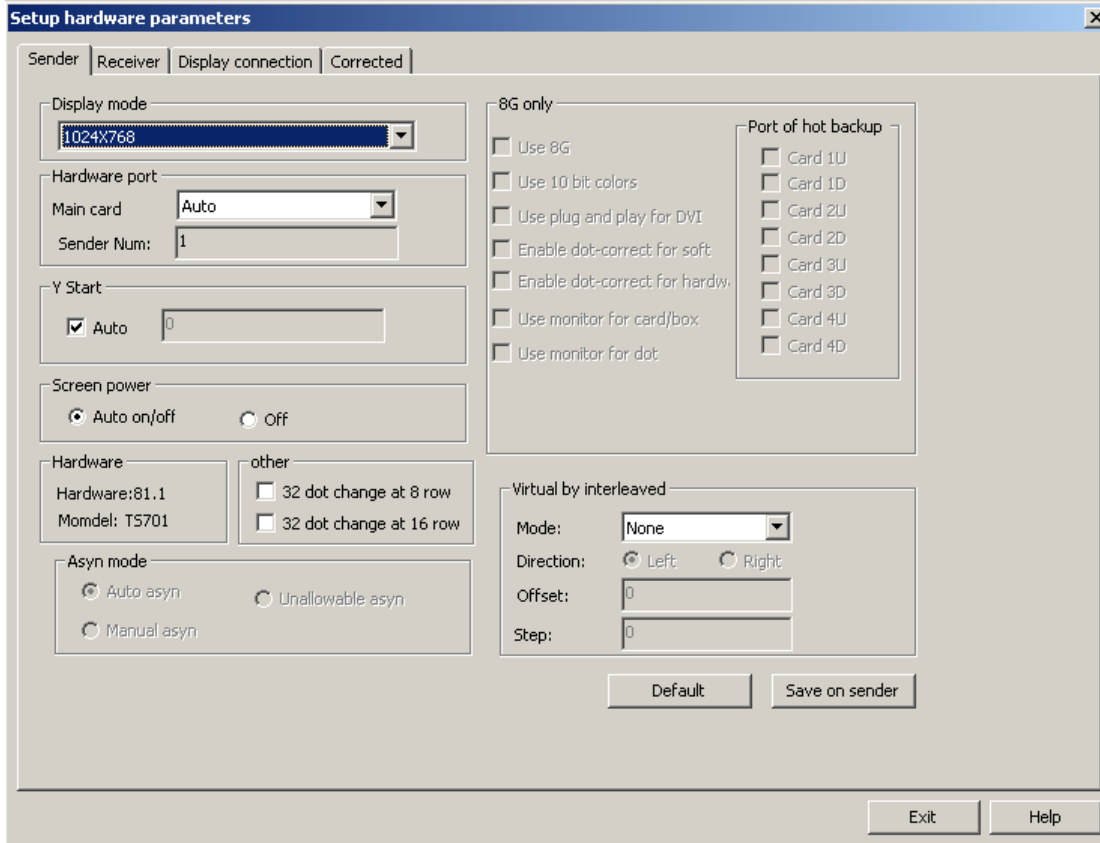 Setup hardware parameters
Sender Receiver Display connection Corrected
Display mode
1024X768
Hardware port
Main card Auto
Sender Num: 1
Y Start
Auto 0
Screen power
Auto on/off Off
Hardware
Hardware:81.1
Momdel: TS701
other
32 dot change at 8 row
32 dot change at 16 row
Asyn mode
Auto asyn Unallowable asyn
Manual asyn
8G only
Use 8G
Use 10 bit colors
Use plug and play for DVI
Enable dot-correct for soft
Enable dot-correct for hardw.
Use monitor for card/box
Use monitor for dot
Port of hot backup
Card 1U
Card 1D
Card 2U
Card 2D
Card 3U
Card 3D
Card 4U
Card 4D
Virtual by interleaved
Mode: None
Direction: Left Right
Offset: 0
Step: 0
Default Save on sender
Exit Help